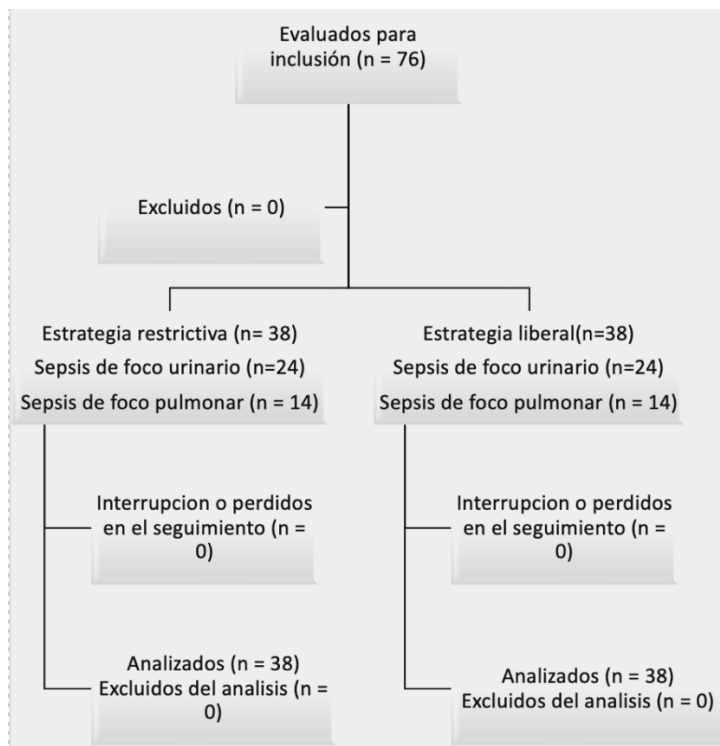 Evaluados para
inclusión (n = 76)
Excluidos (n = 0)
Estrategia restrictiva (n= 38)
Sepsis de foco urinario (n=24)
Sepsis de foco pulmonar (n = 14)
Estrategia liberal(n=38)
Sepsis de foco urinario (n=24)
Sepsis de foco pulmonar (n = 14)
Interrupcion o perdidos
en el seguimiento (n =
0)
Interrupcion o perdidos
en el seguimiento (n =
0)
Analizados (n = 38)
Excluidos del analisis (n =
0)
Analizados (n = 38)
Excluidos del analisis (n = 0)